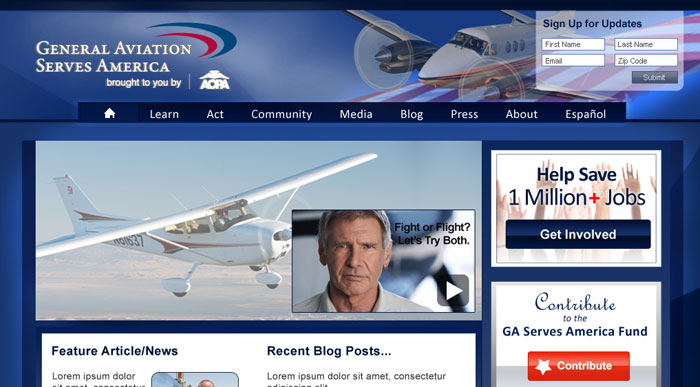 GENERAL AVIATION
SERVES AMERICA
brought to you by
AOPA
Sign Up for Updates
First Name
Last Name
Email
Zip Code
Submit
Learn
Act
Community
Media
Blog
Press
About
Español
N61637
Fight or Flight?
Let's Try Both.
Help Save
1 Million+ Jobs
Get Involved
Contribute
to the
GA Serves America Fund
Contribute
Feature Article/News
Lorem ipsum dolor
sit amet, consectetur
Recent Blog Posts...
Lorem ipsum dolor sit amet, consectetur
adipiscing elit